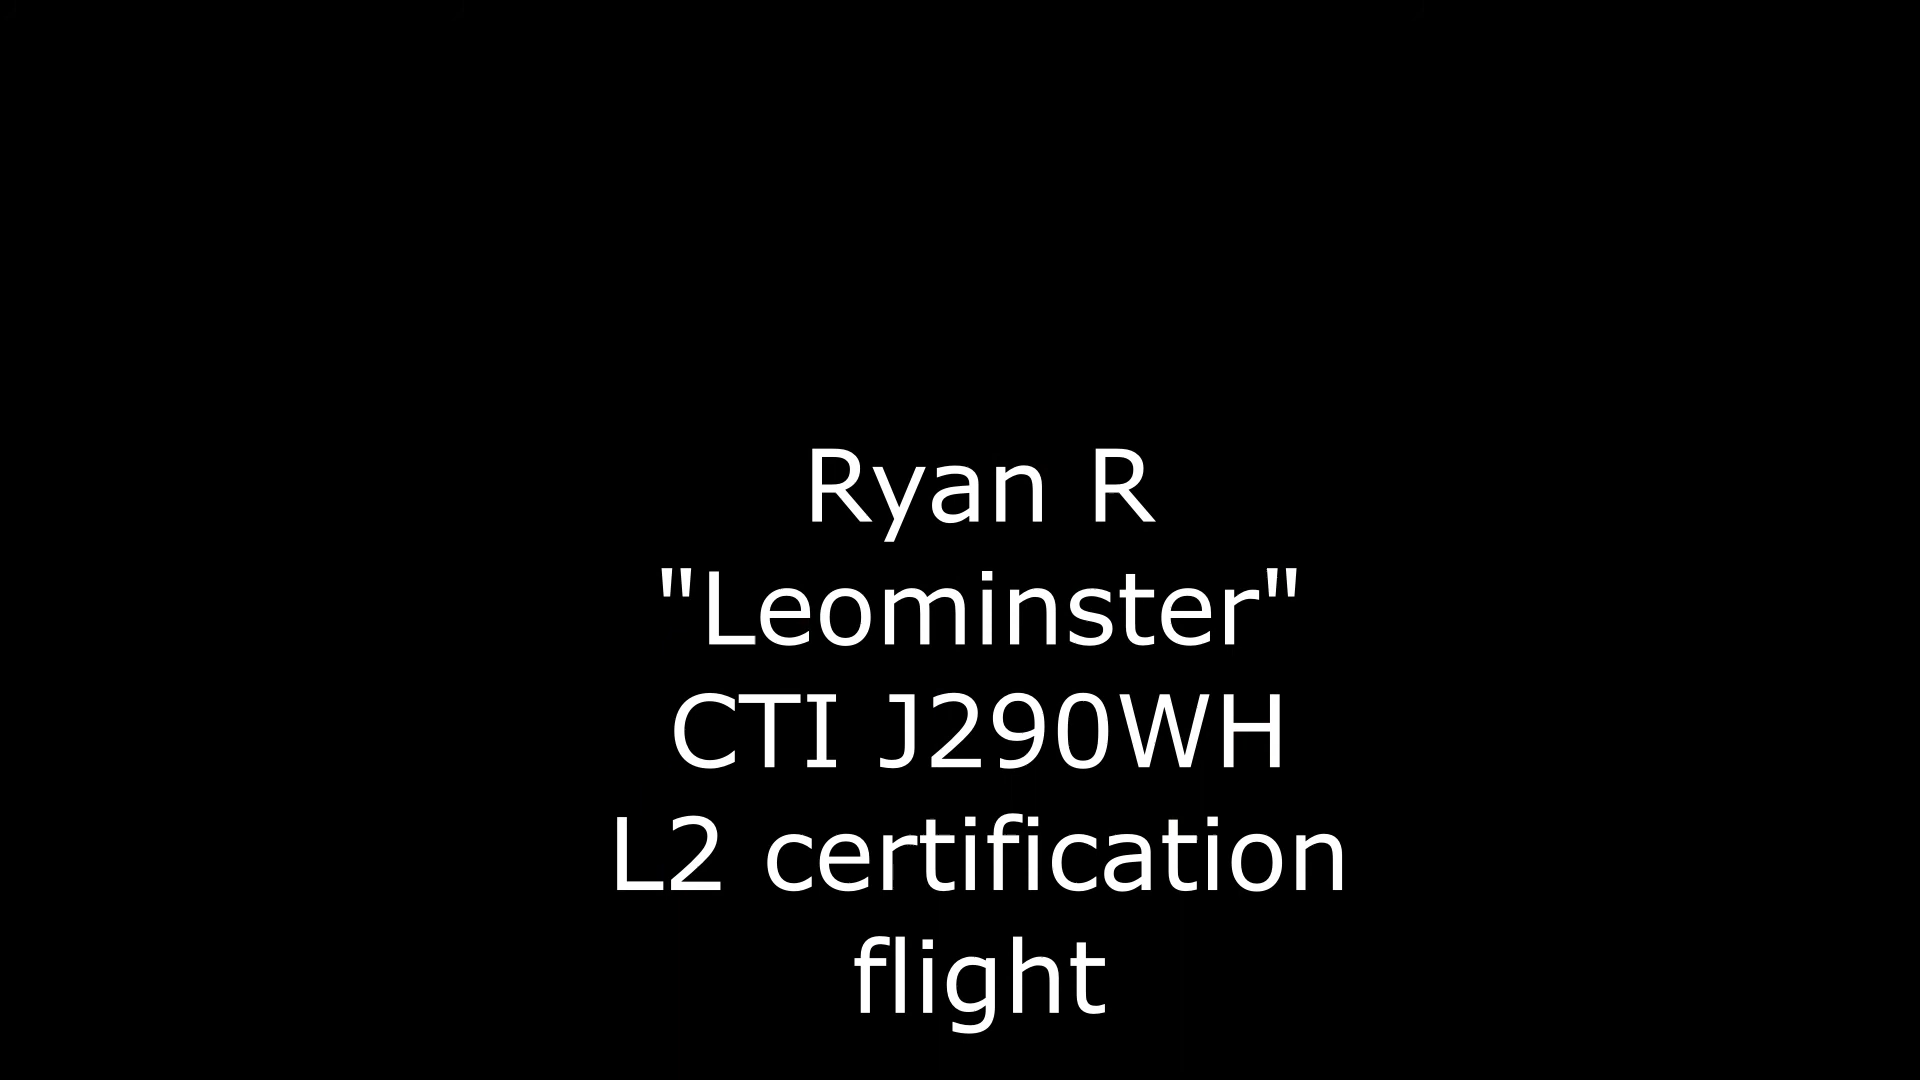 Ryan R
"Leominster"
CTI J290WH
L2 certification
flight